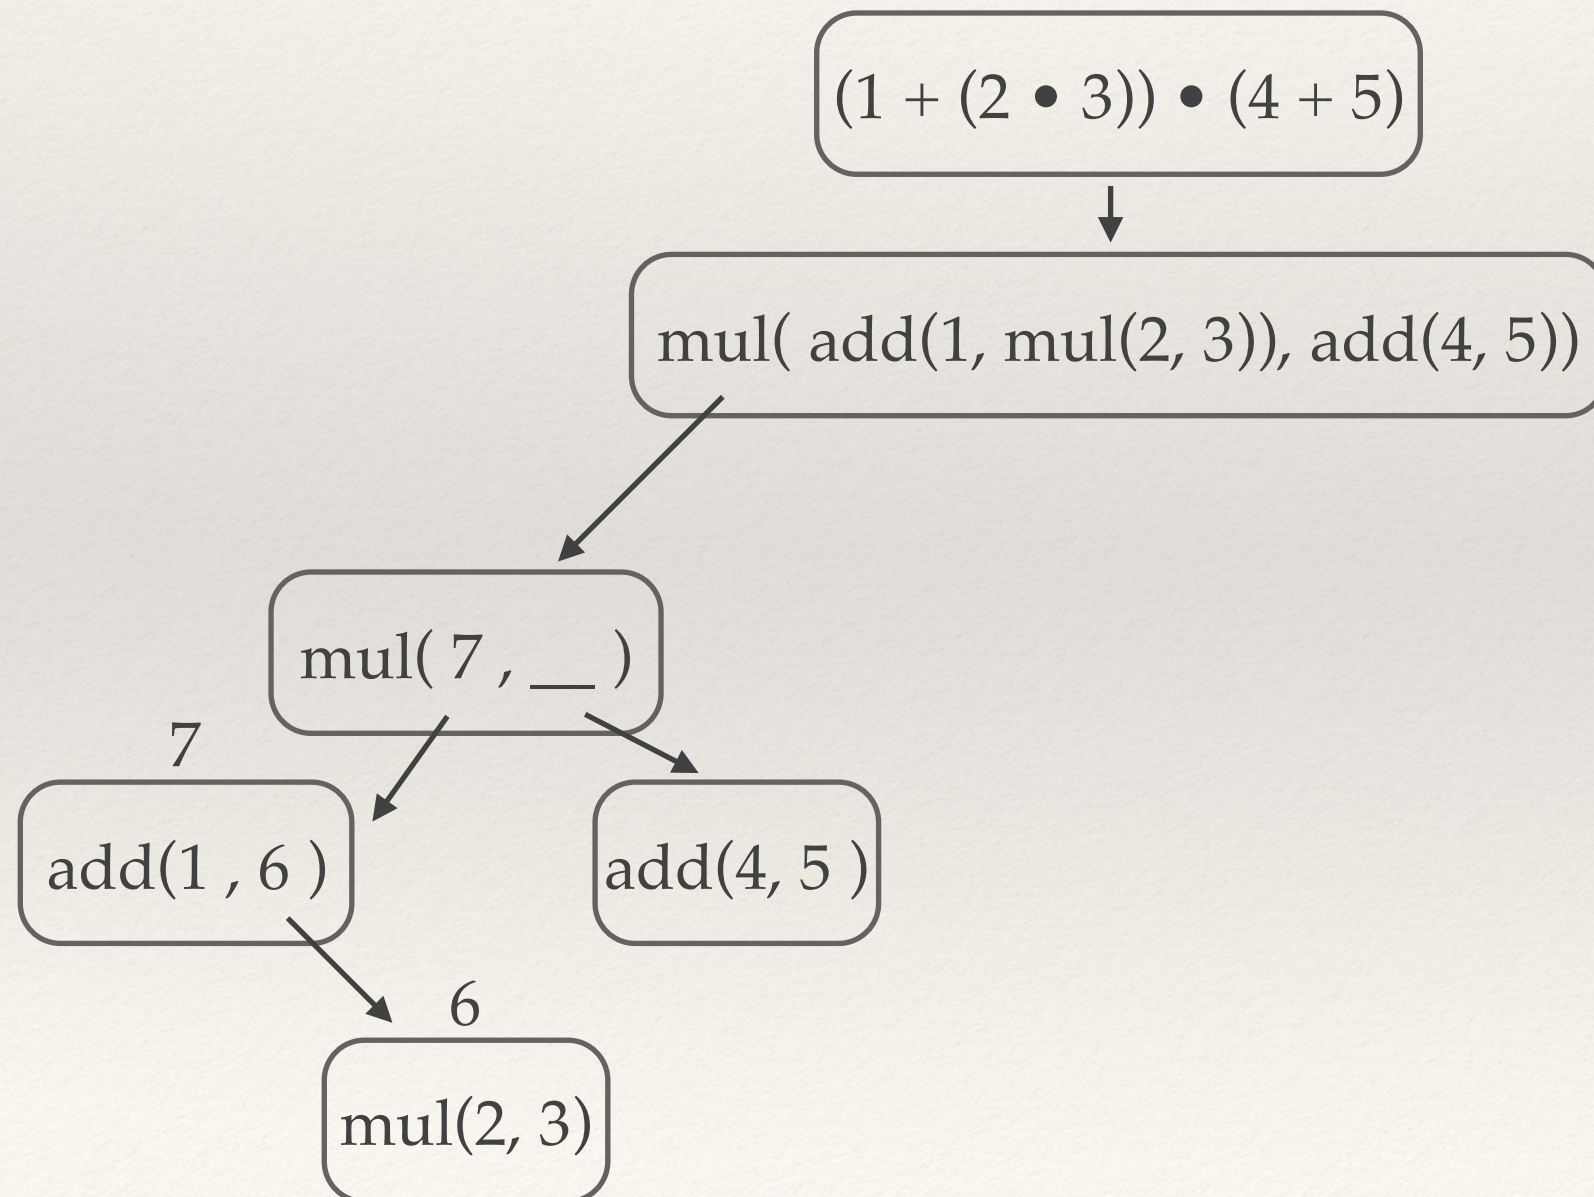 (1 + (2 • 3)) • (4 + 5)
mul( add(1, mul(2, 3)), add(4, 5))
mul( 7 , __ )
7
add(1 , 6 )
add(4, 5 )
6
mul(2, 3)